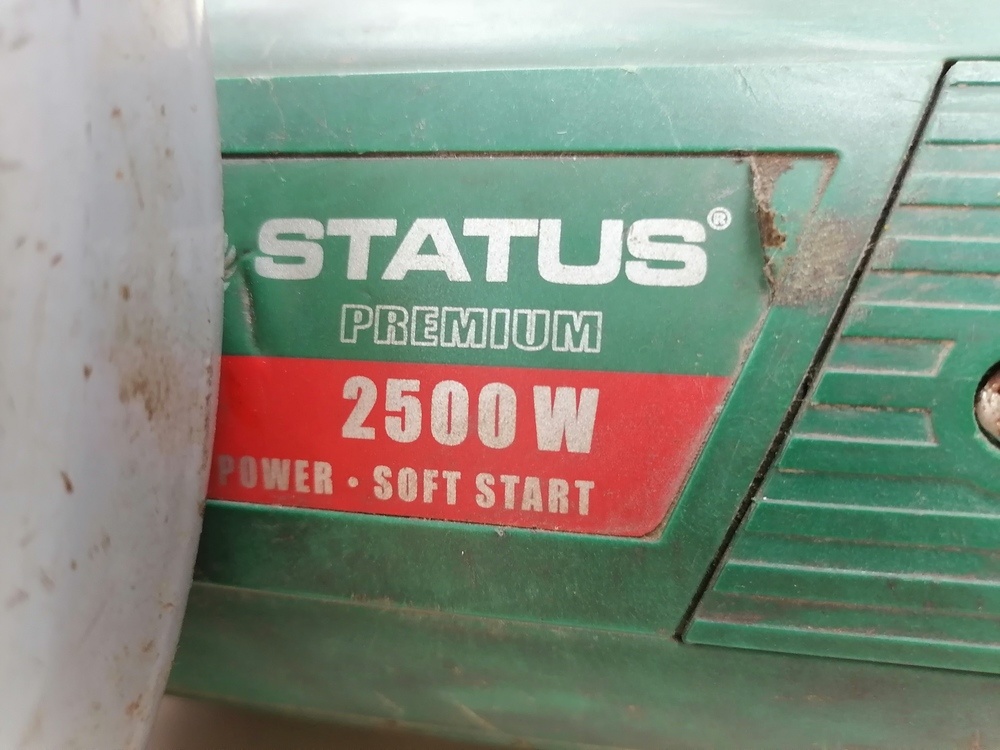 STATUS®
PREMIUM
2500 W
POWER · SOFT START